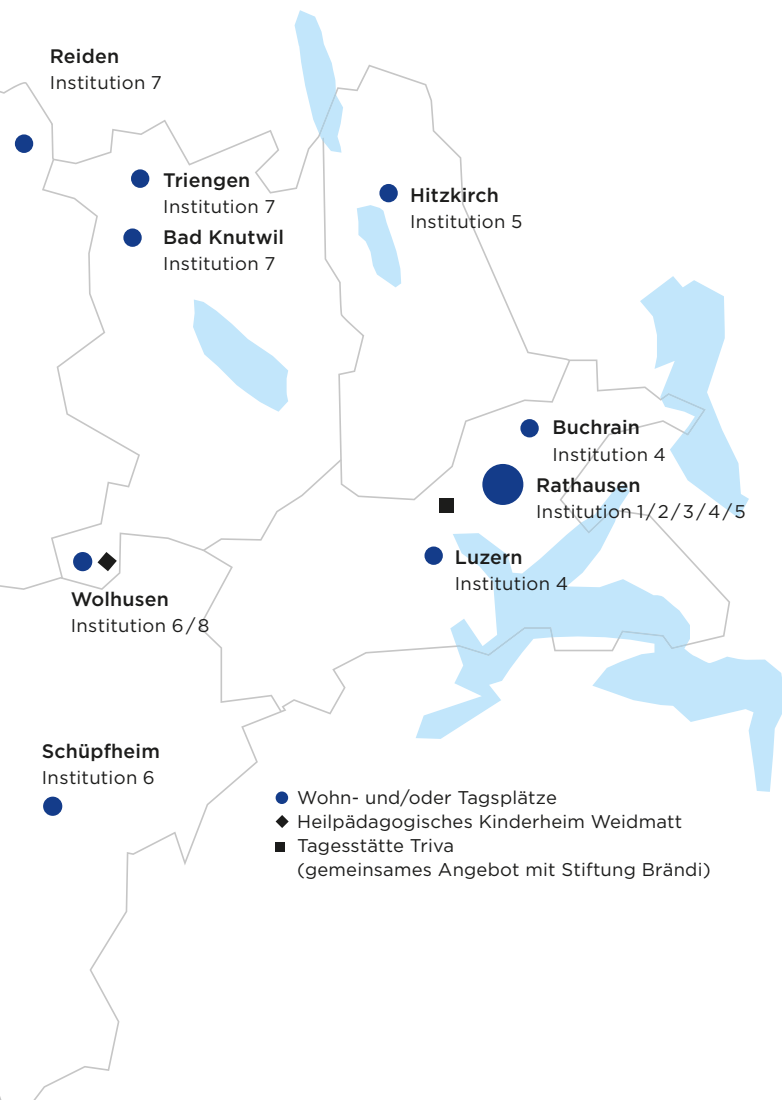 Reiden
Institution 7
Triengen
Institution 7
Hitzkirch
Institution 5
Bad Knutwil
Institution 7
Buchrain
Institution 4
Rathausen
Institution 1/2/3/4/5
Luzern
Institution 4
Wolhusen
Institution 6/8
Schüpfheim
Institution 6
Wohn- und/oder Tagsplätze
Heilpädagogisches Kinderheim Weidmatt
Tagesstätte Triva
(gemeinsames Angebot mit Stiftung Brändi)